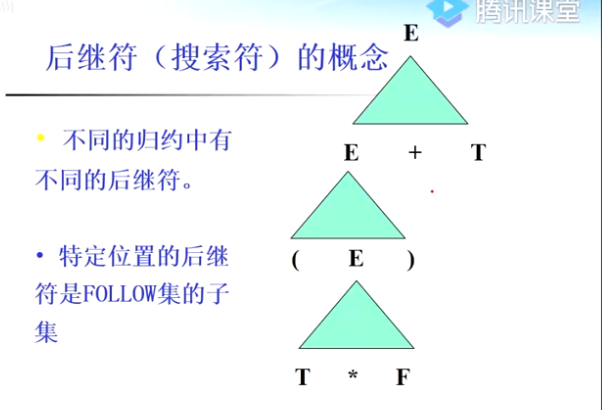 腾讯课堂
后继符（搜索符）的概念
E
• 不同的归约中有
不同的后继符。
E + T
• 特定位置的后继
符是FOLLOW集的子
集
( E )
T * F